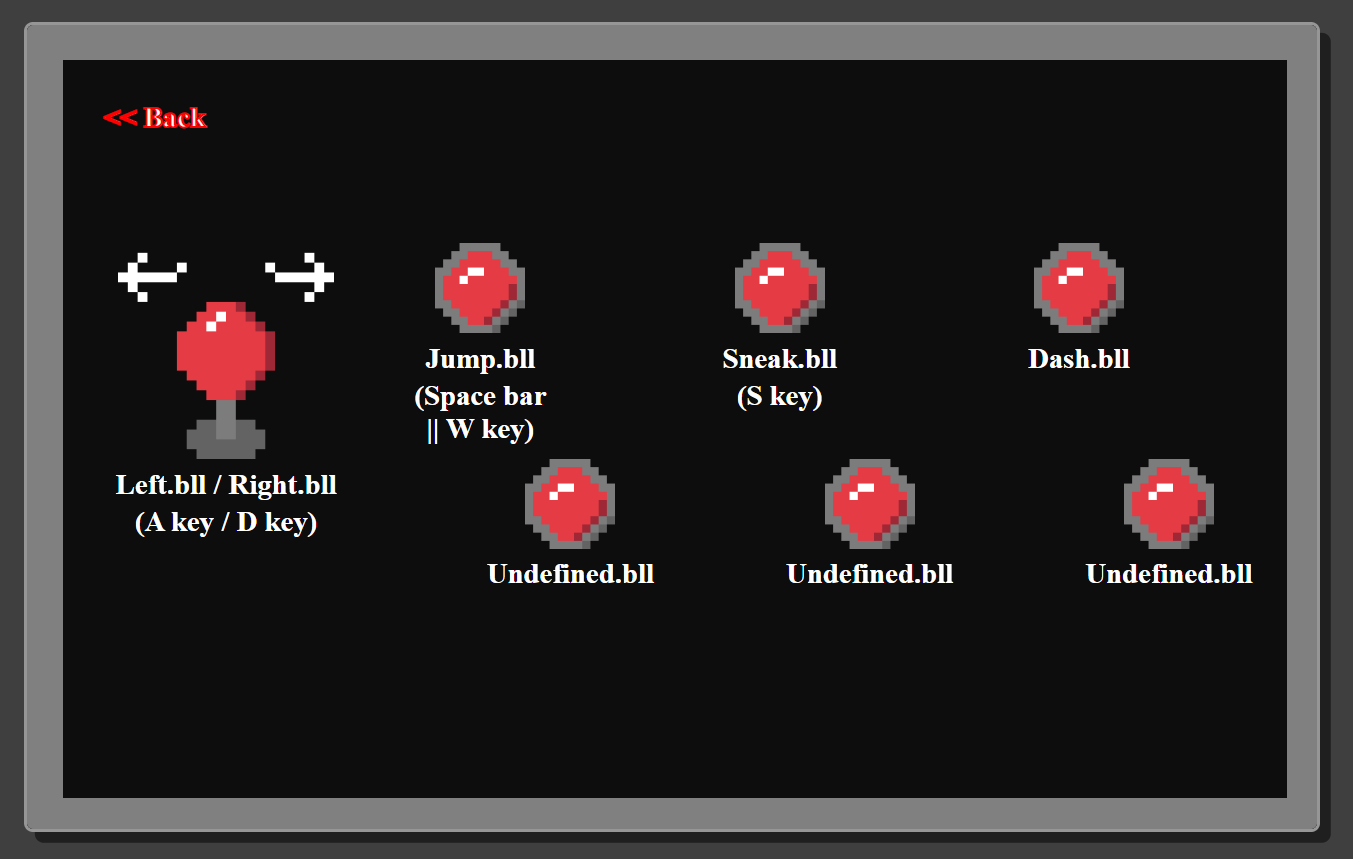 << Back
Jump.bll
(Space bar
|| W key)
Sneak.bll
(S key)
Dash.bll
Left.bll / Right.bll
(A key / D key)
Undefined.bll
Undefined.bll
Undefined.bll